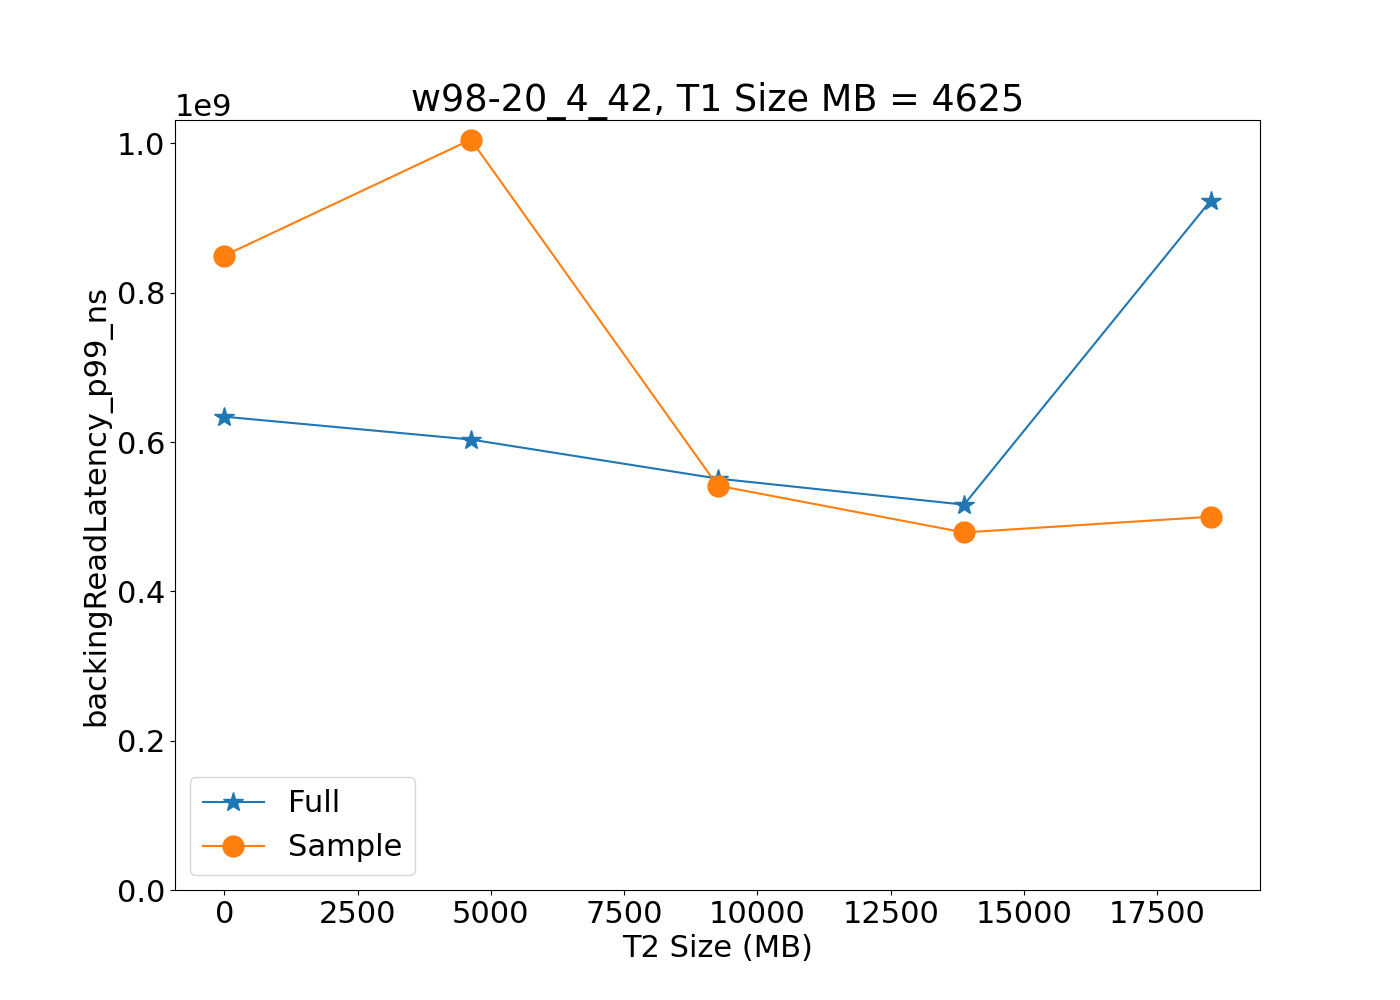 w98-20_4_42, T1 Size MB = 4625
1e9
1.0
0.8
0.6
0.4
0.2
0.0
backingReadLatency_p99_ns
Full
Sample
0 2500 5000 7500 10000 12500 15000 17500
T2 Size (MB)